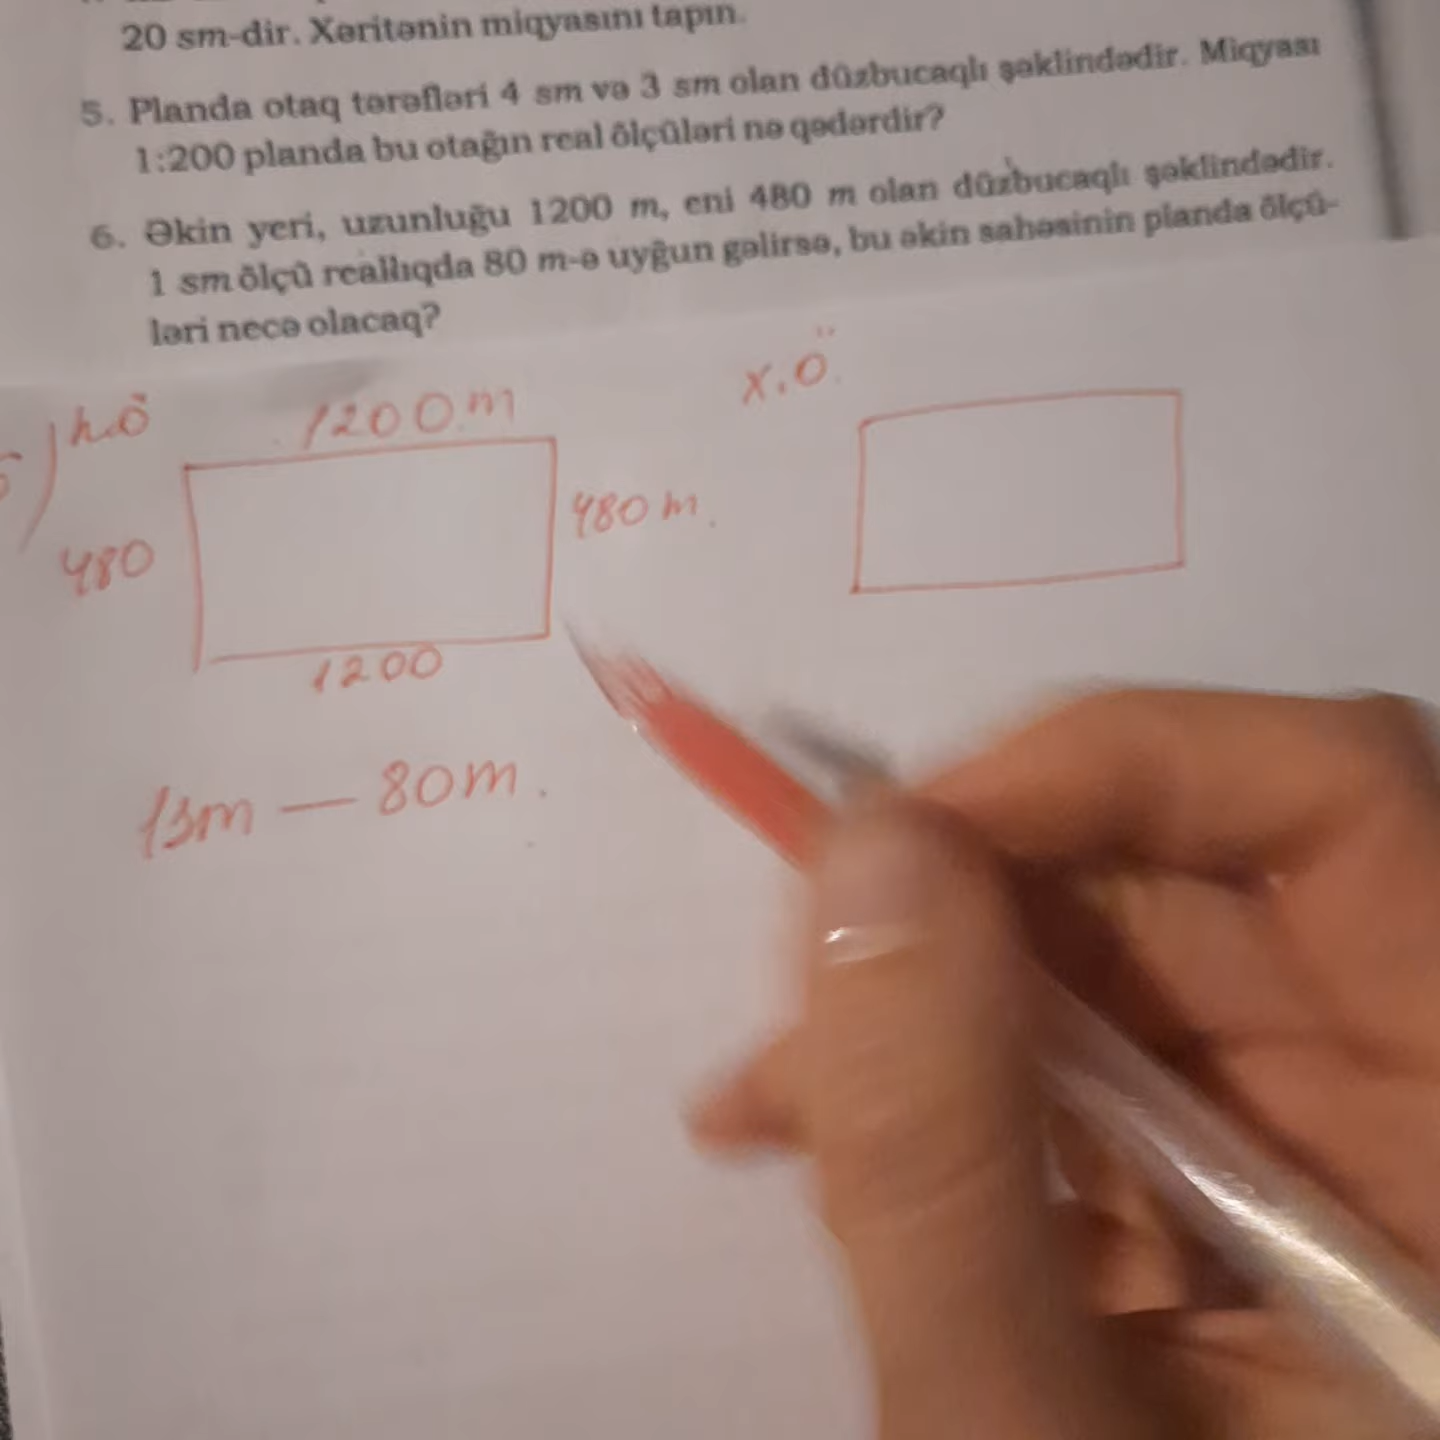 20 sm-dir. Xəritənin miqyasını tapın.
5. Planda otaq tərəfləri 4 sm və 3 sm olan düzbucaqlı şəklindədir. Miqyası
1:200 planda bu otağın real ölçüləri nə qədərdir?
6. Əkin yeri, uzunluğu 1200 m, eni 480 m olan düzbucaqlı şəklindədir.
1 sm ölçü reallıqda 80 m-ə uyğun gəlirsə, bu əkin sahəsinin planda ölçü-
ləri necə olacaq?
h.ö
1200 m
x.ö.
480
480 m.
1200
1sm — 80m.